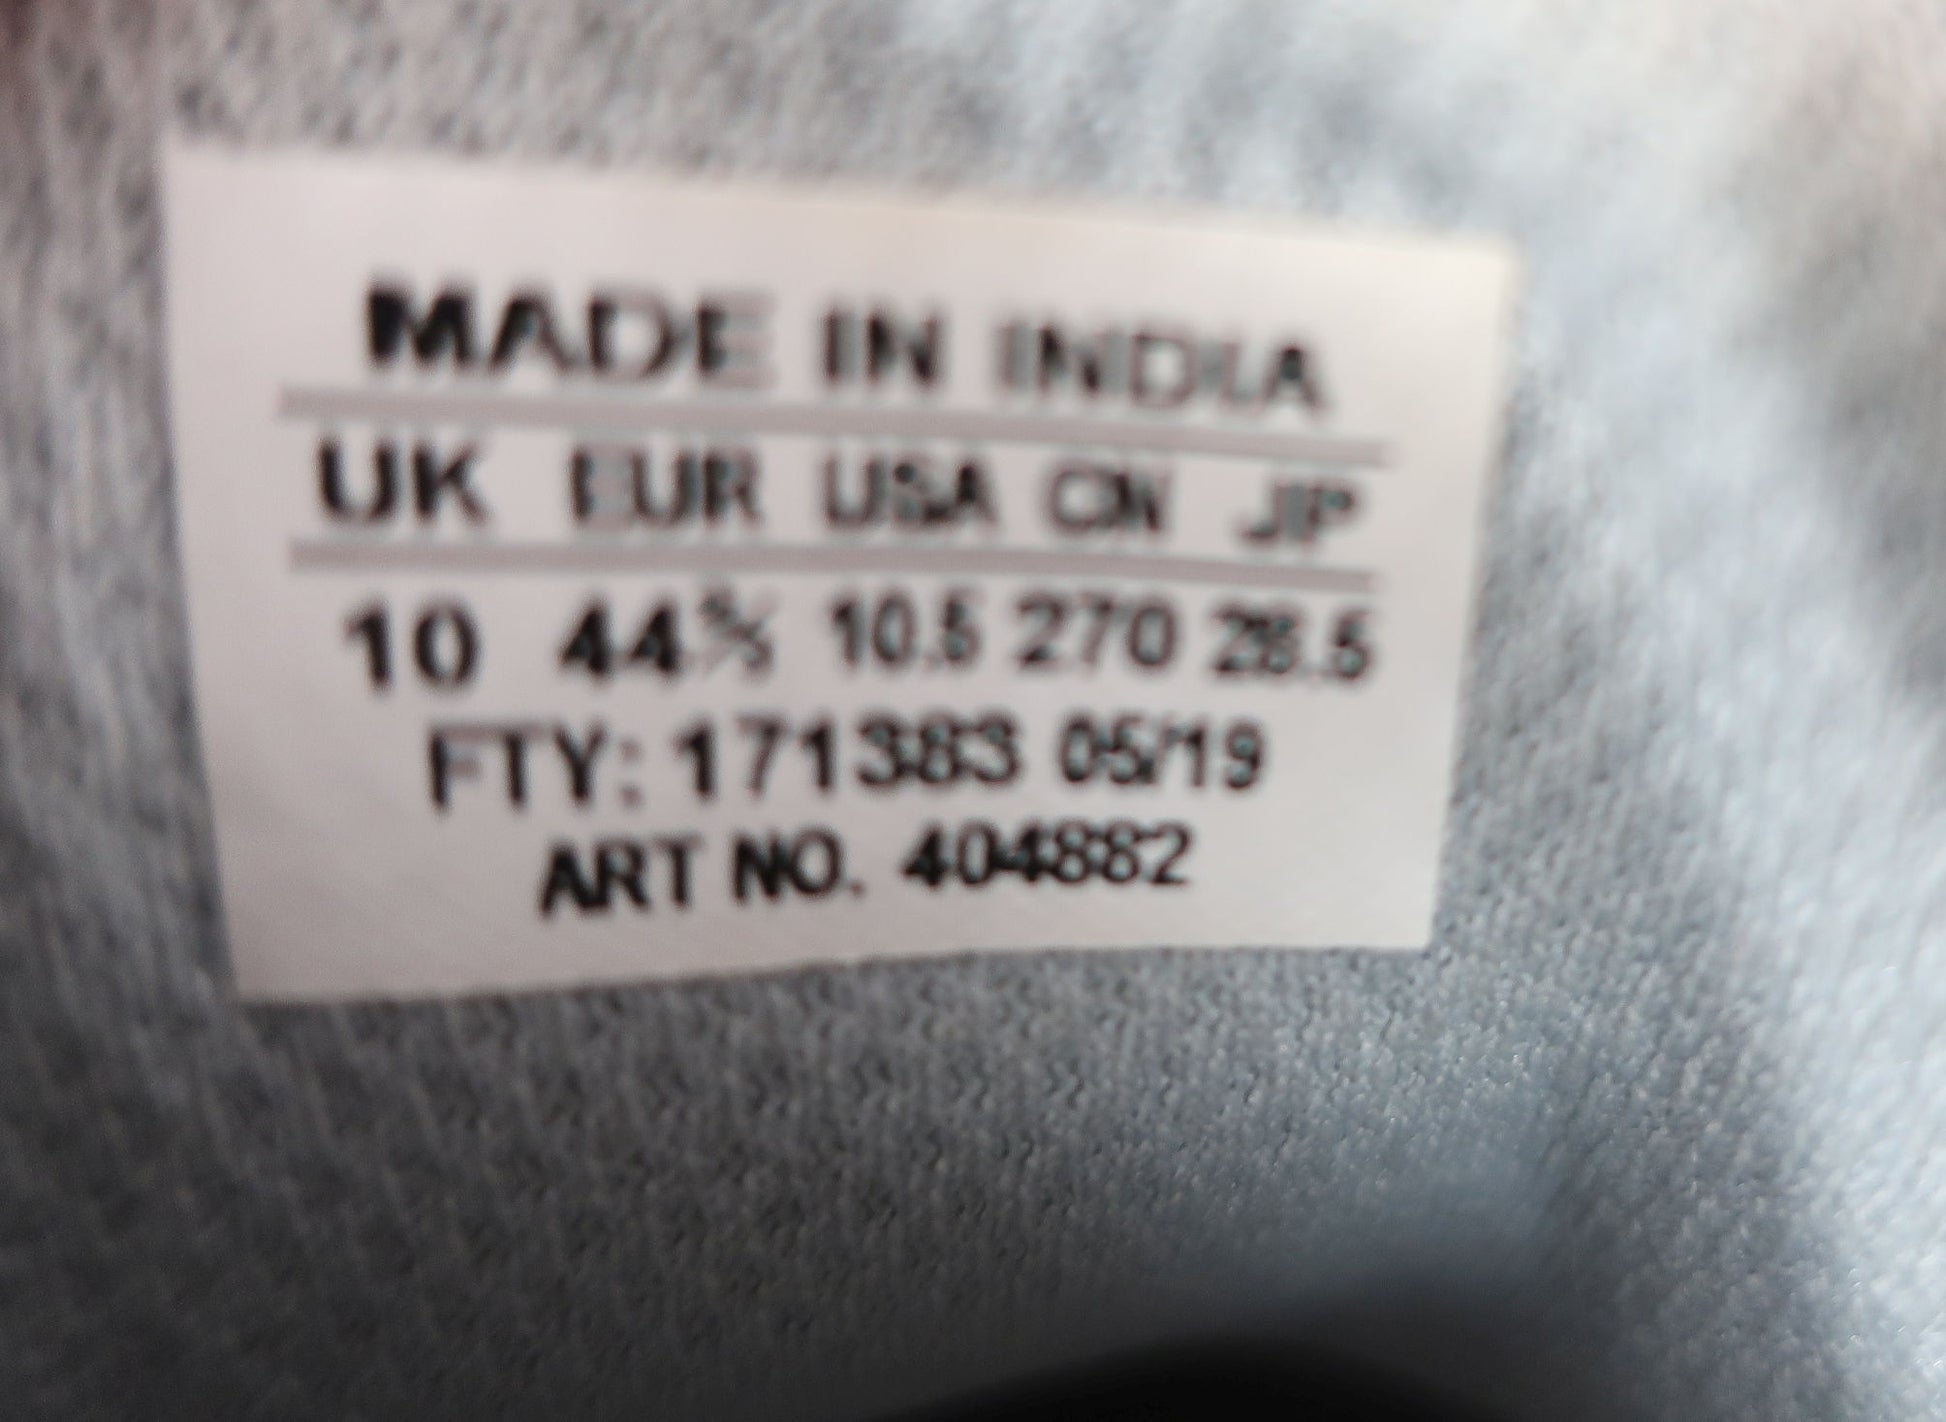 MADE IN INDIA
UK EUR USA CN JP
10 44⅔ 10.5 270 28.5
FTY: 171383 05/19
ART NO. 404882